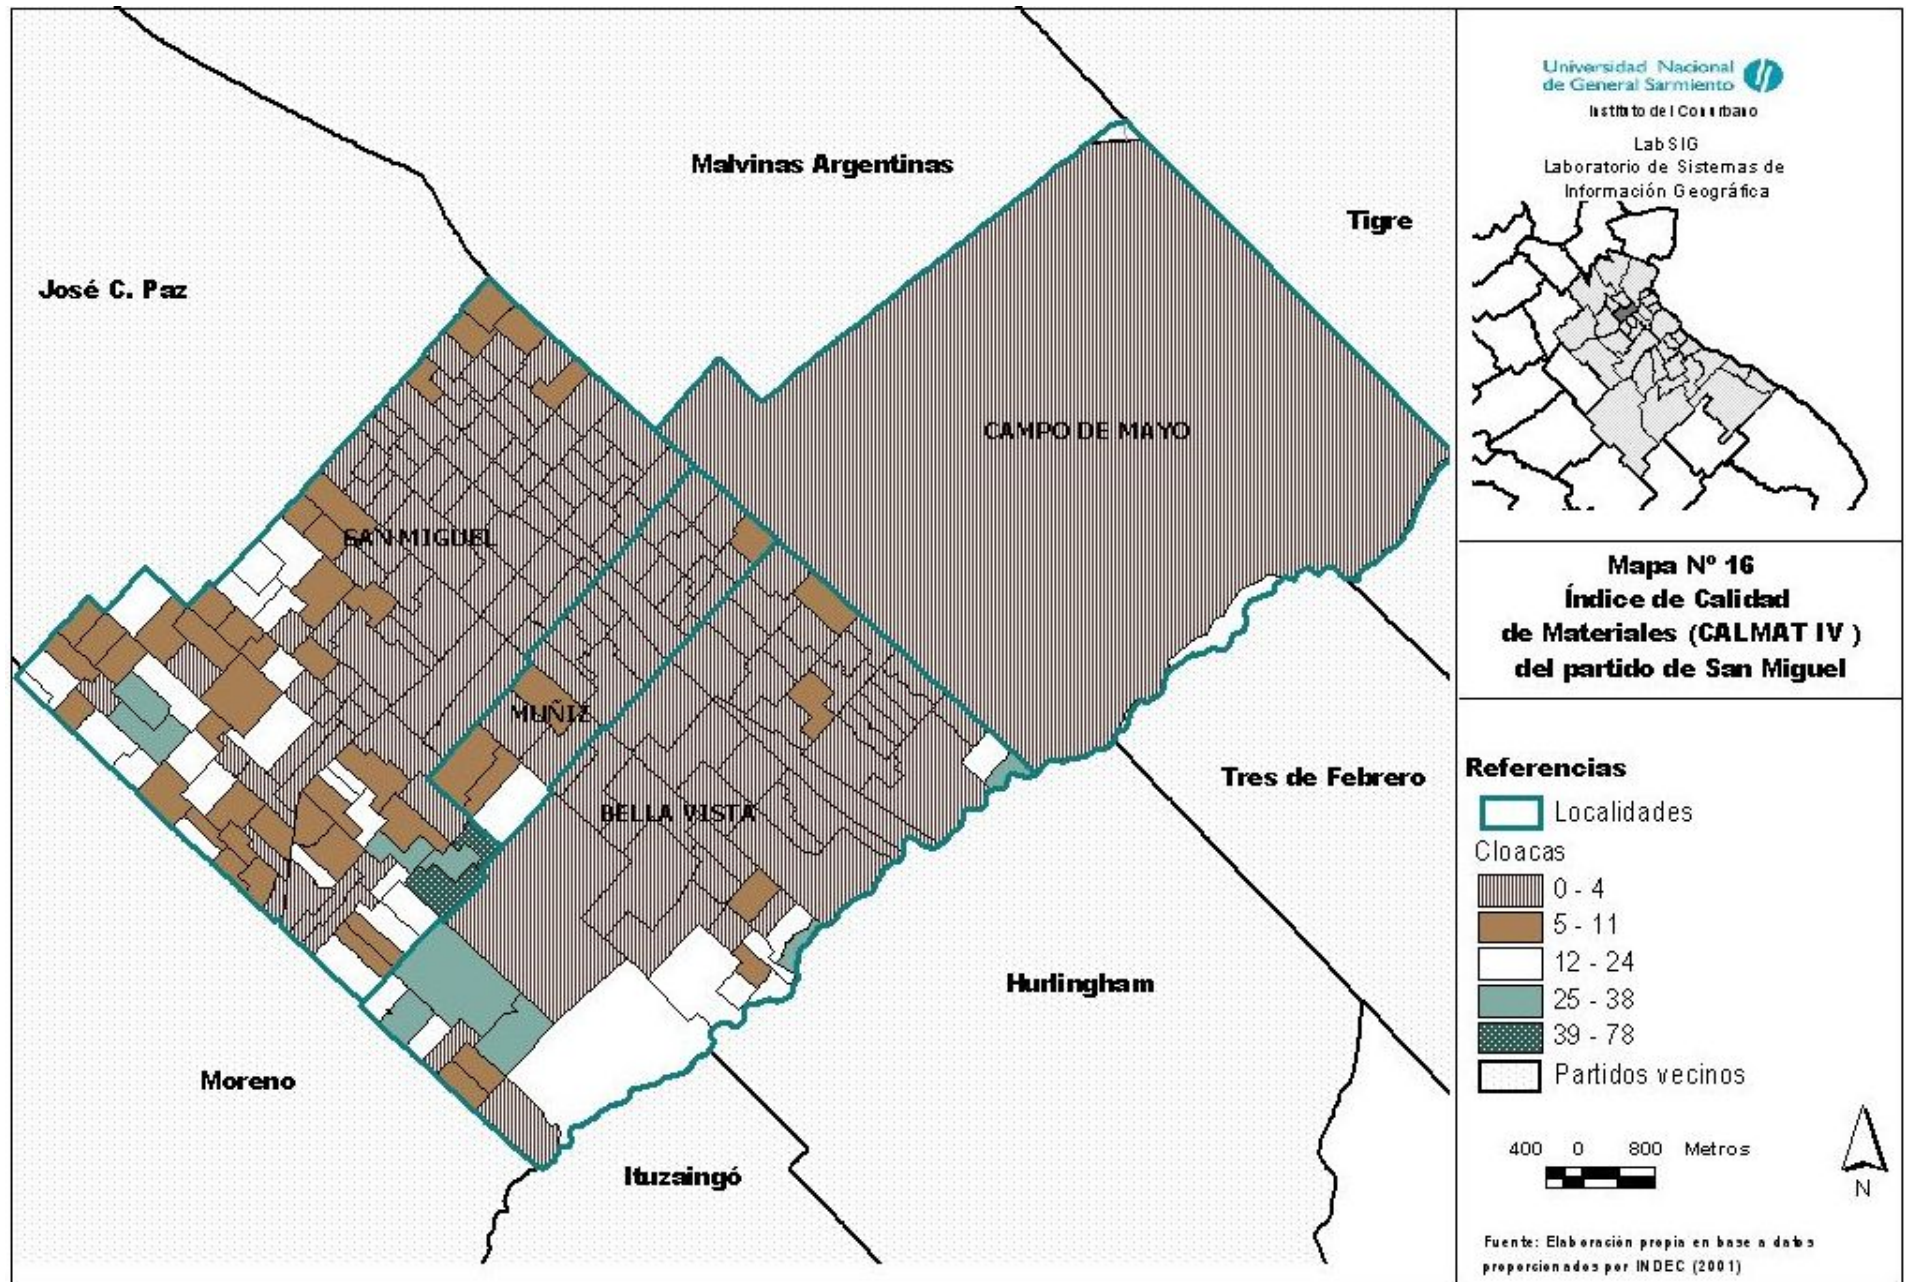 Malvinas Argentinas
Tigre
José C. Paz
CAMPO DE MAYO
SAN MIGUEL
MUÑIZ
BELLA VISTA
Tres de Febrero
Hurlingham
Moreno
Ituzaingó
Universidad Nacional
de General Sarmiento
Instituto del Conurbano
LabSIG
Laboratorio de Sistemas de
Información Geográfica
Mapa Nº 16
Índice de Calidad
de Materiales (CALMAT IV )
del partido de San Miguel
Referencias
Localidades
Cloacas
0 - 4
5 - 11
12 - 24
25 - 38
39 - 78
Partidos vecinos
400 0 800 Metros
N
Fuente: Elaboración propia en base a datos
proporcionados por INDEC (2001)